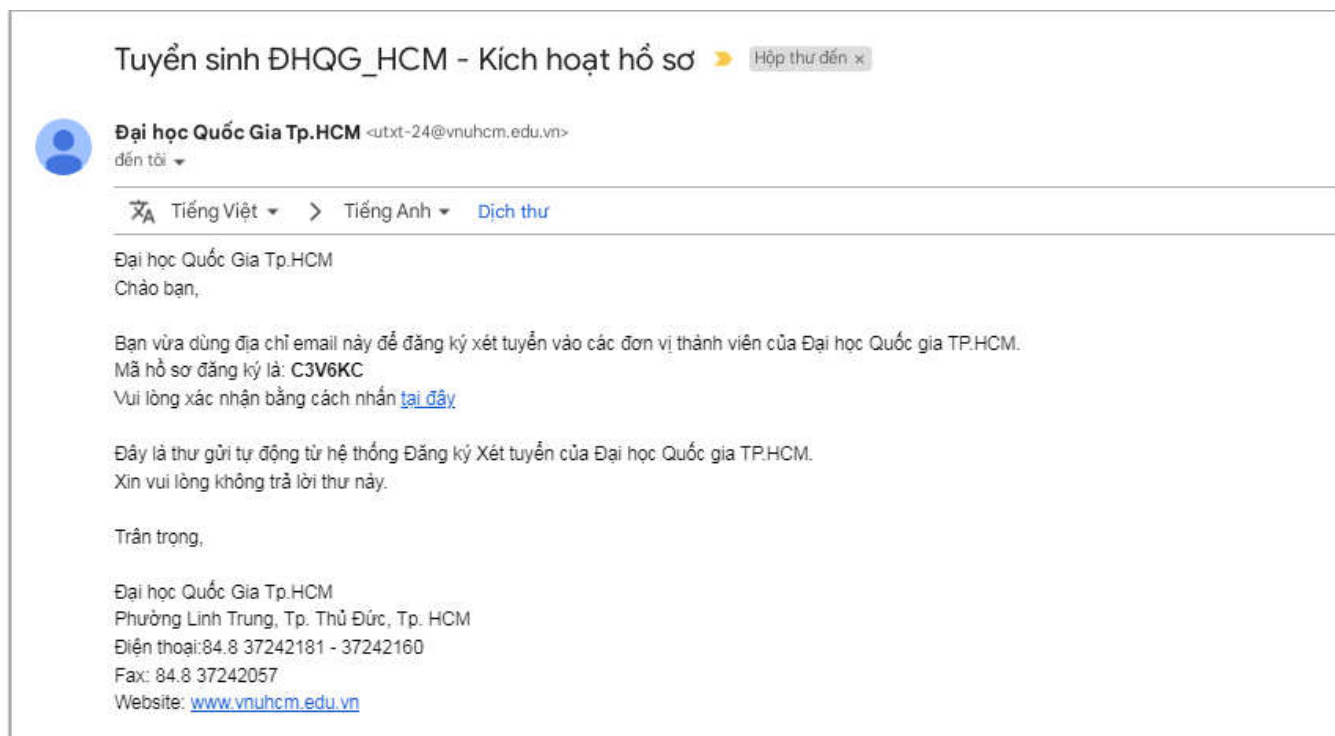 Tuyển sinh ĐHQG_HCM - Kích hoạt hồ sơ Hộp thư đến ×
Đại học Quốc Gia Tp.HCM <utxt-24@vnuhcm.edu.vn>
đến tôi
Tiếng Việt > Tiếng Anh Dịch thư
Đại học Quốc Gia Tp.HCM
Chào bạn,
Bạn vừa dùng địa chỉ email này để đăng ký xét tuyển vào các đơn vị thành viên của Đại học Quốc gia TP.HCM.
Mã hồ sơ đăng ký là: C3V6KC
Vui lòng xác nhận bằng cách nhấn tại đây
Đây là thư gửi tự động từ hệ thống Đăng ký Xét tuyển của Đại học Quốc gia TP.HCM.
Xin vui lòng không trả lời thư này.
Trân trọng,
Đại học Quốc Gia Tp.HCM
Phường Linh Trung, Tp. Thủ Đức, Tp. HCM
Điện thoại:84.8 37242181 - 37242160
Fax: 84.8 37242057
Website: www.vnuhcm.edu.vn